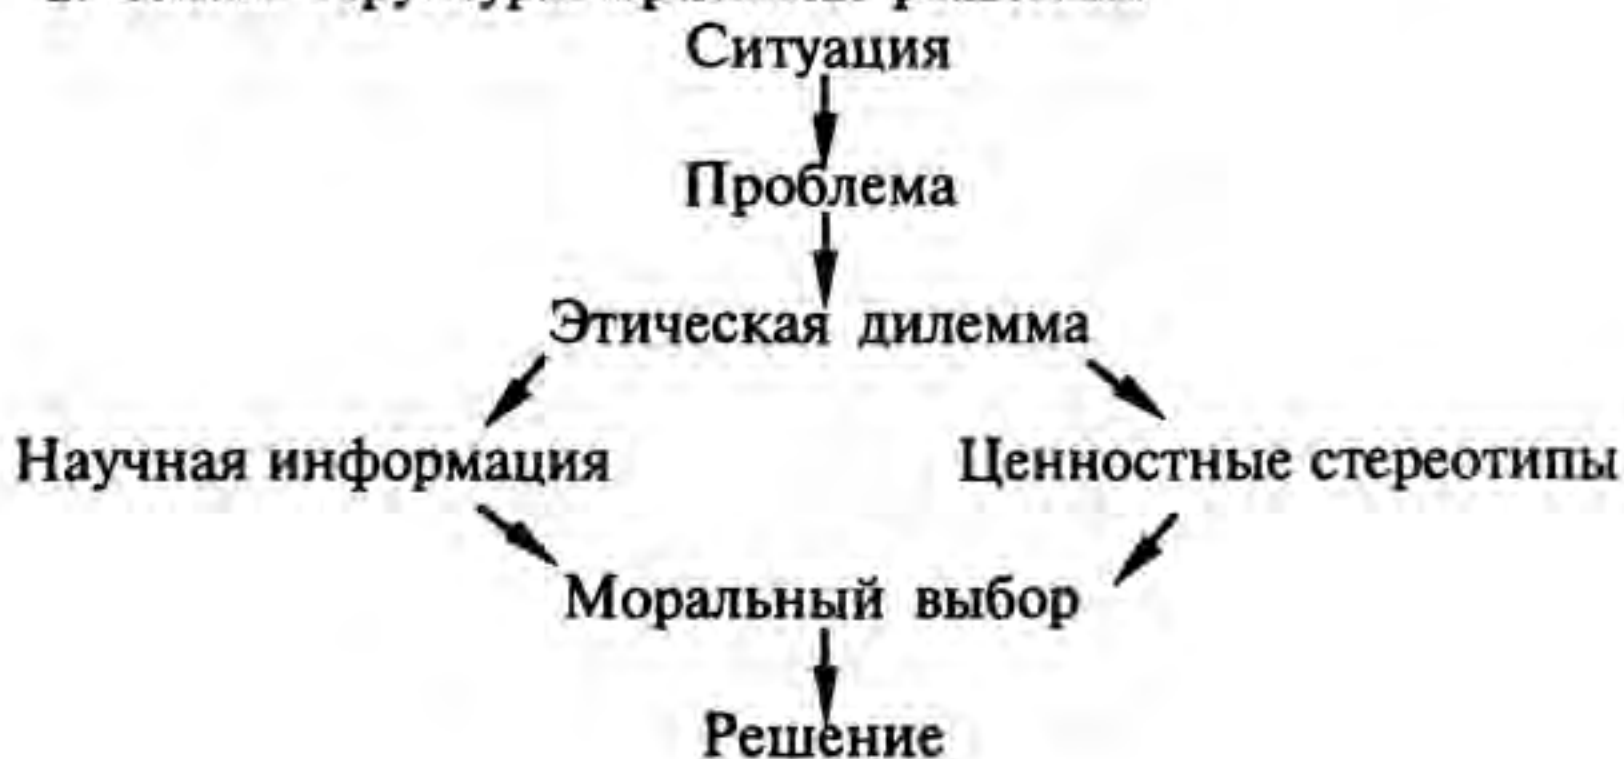 Ситуация
Проблема
Этическая дилемма
Научная информация Ценностные стереотипы
Моральный выбор
Решение